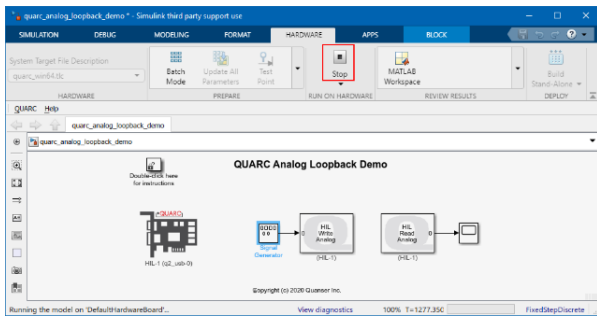 quarc_analog_loopback_demo * - Simulink third party support use
SIMULATION DEBUG MODELING FORMAT HARDWARE APPS BLOCK
System Target File Description
quarc_win64.tlc
Batch Mode
Update All Parameters
Test Point
Stop
MATLAB Workspace
Build Stand-Alone
HARDWARE PREPARE RUN ON HARDWARE REVIEW RESULTS DEPLOY
QUARC Help
quarc_analog_loopback_demo
quarc_analog_loopback_demo
QUARC Analog Loopback Demo
Double-click here
for instructions
QUARC
HIL-1 (q2_usb-0)
Signal
Generator
0
HIL
Write
Analog
(HIL-1)
HIL
Read
Analog
0
(HIL-1)
Copyright (c) 2020 Quanser Inc.
Running the model on 'DefaultHardwareBoard'... View diagnostics 100% T=1277.350 FixedStepDiscrete